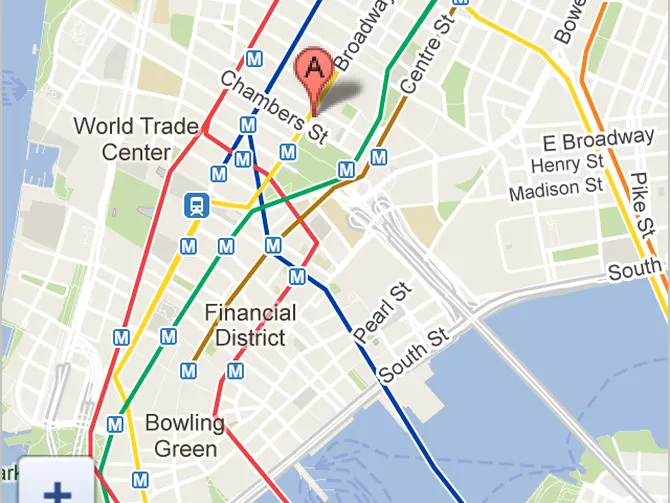 Broadway
Centre St
Bowe
M
M
A
Chambers St
World Trade
Center
M
M
M
M
M
M
E Broadway
Henry St
Madison St
Pike St
M
M
M
M
South
Financial
District
Pearl St
South St
M
M
M
M
Bowling
Green
M
M
ark
+